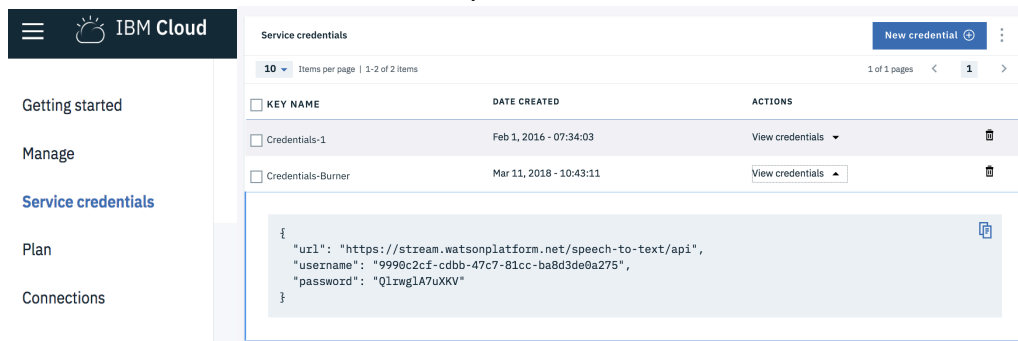 IBM Cloud
Getting started
Manage
Service credentials
Plan
Connections
Service credentials
New credential
10 Items per page | 1-2 of 2 items
1 of 1 pages < 1 >
KEY NAME DATE CREATED ACTIONS
Credentials-1 Feb 1, 2016 - 07:34:03 View credentials
Credentials-Burner Mar 11, 2018 - 10:43:11 View credentials
{
"url": "https://stream.watsonplatform.net/speech-to-text/api",
"username": "9990c2cf-cdbb-47c7-81cc-ba8d3de0a275",
"password": "QlrwglA7uXKV"
}